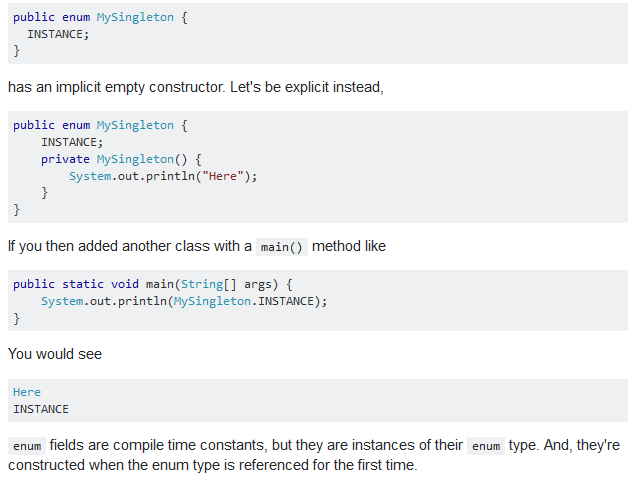 public enum MySingleton {
  INSTANCE;
}
has an implicit empty constructor. Let's be explicit instead,
public enum MySingleton {
    INSTANCE;
    private MySingleton() {
        System.out.println("Here");
    }
}
If you then added another class with a main() method like
public static void main(String[] args) {
    System.out.println(MySingleton.INSTANCE);
}
You would see
Here
INSTANCE
enum fields are compile time constants, but they are instances of their enum type. And, they're
constructed when the enum type is referenced for the first time.